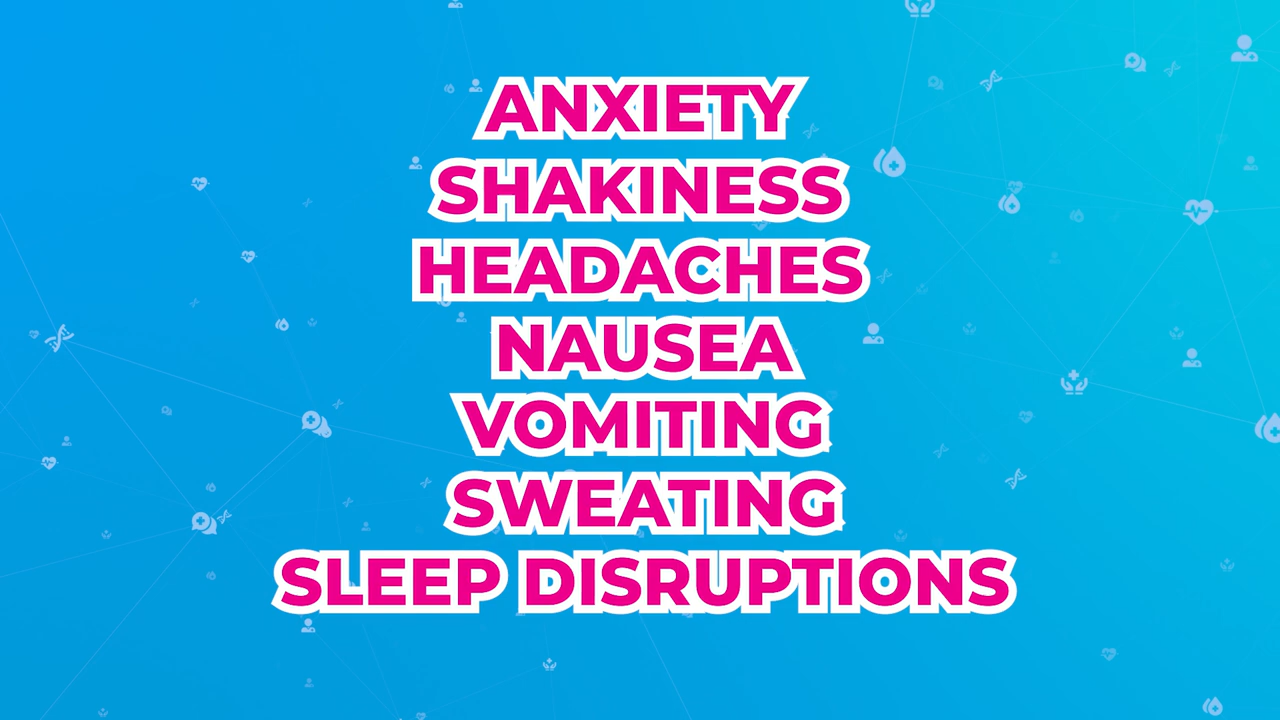 ANXIETY
SHAKINESS
HEADACHES
NAUSEA
VOMITING
SWEATING
SLEEP DISRUPTIONS